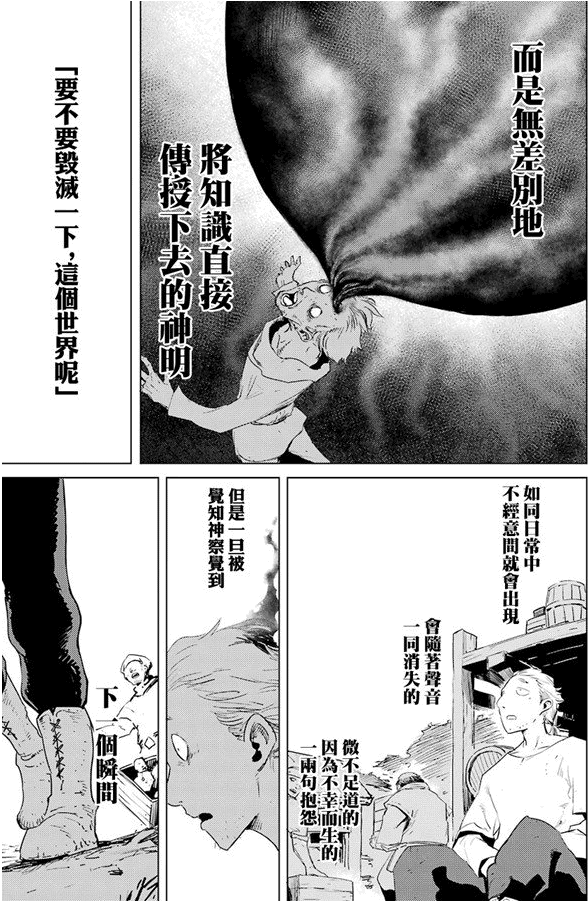 而是無差別地
將知識直接
傳授下去的神明
「要不要毀滅一下，這個世界呢」
如同日常中
不經意間就會出現
會隨著聲音
一同消失的
微不足道的
因為不幸而生的
一兩句抱怨
但是一旦被
覺知神察覺到
下一個瞬間